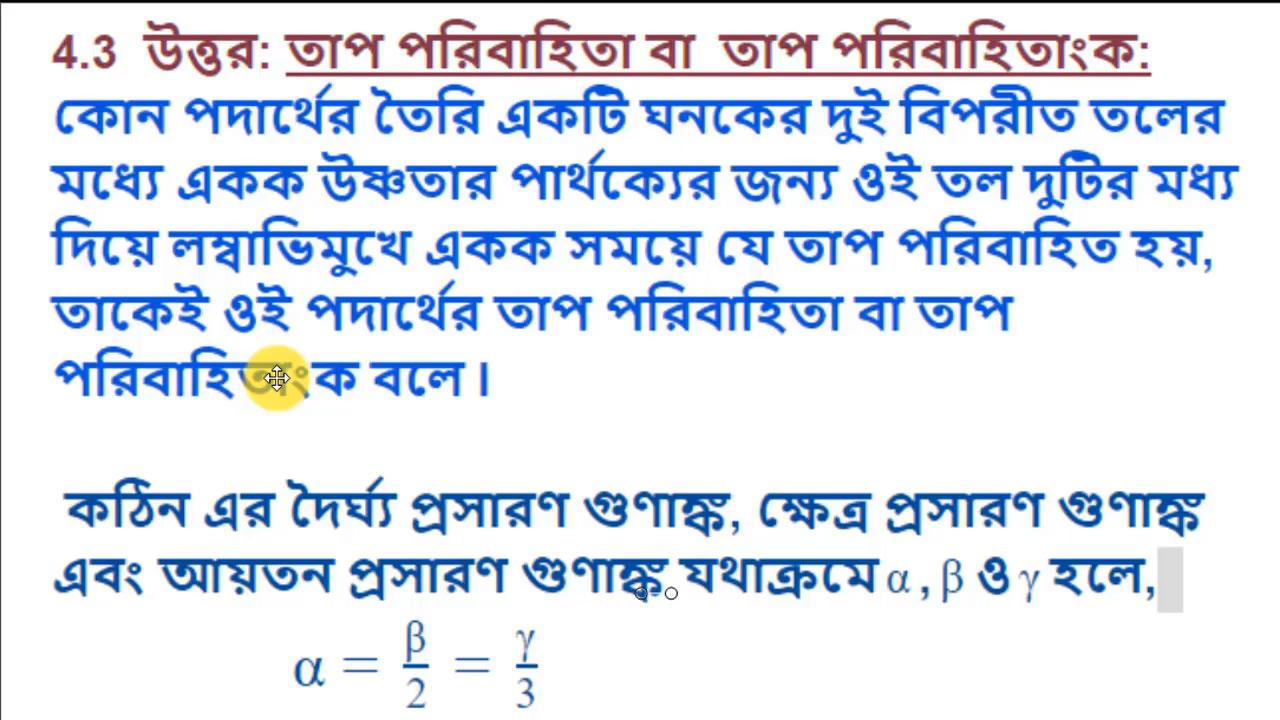 4.3 উত্তর: তাপ পরিবাহিতা বা তাপ পরিবাহিতাংক:
কোন পদার্থের তৈরি একটি ঘনকের দুই বিপরীত তলের
মধ্যে একক উষ্ণতার পার্থক্যের জন্য ওই তল দুটির মধ্য
দিয়ে লম্বাভিমুখে একক সময়ে যে তাপ পরিবাহিত হয়,
তাকেই ওই পদার্থের তাপ পরিবাহিতা বা তাপ
পরিবাহিতাংক বলে।
কঠিন এর দৈর্ঘ্য প্রসারণ গুণাঙ্ক, ক্ষেত্র প্রসারণ গুণাঙ্ক
এবং আয়তন প্রসারণ গুণাঙ্ক যথাক্রমে α , β ও γ হলে,
α = β/2 = γ/3